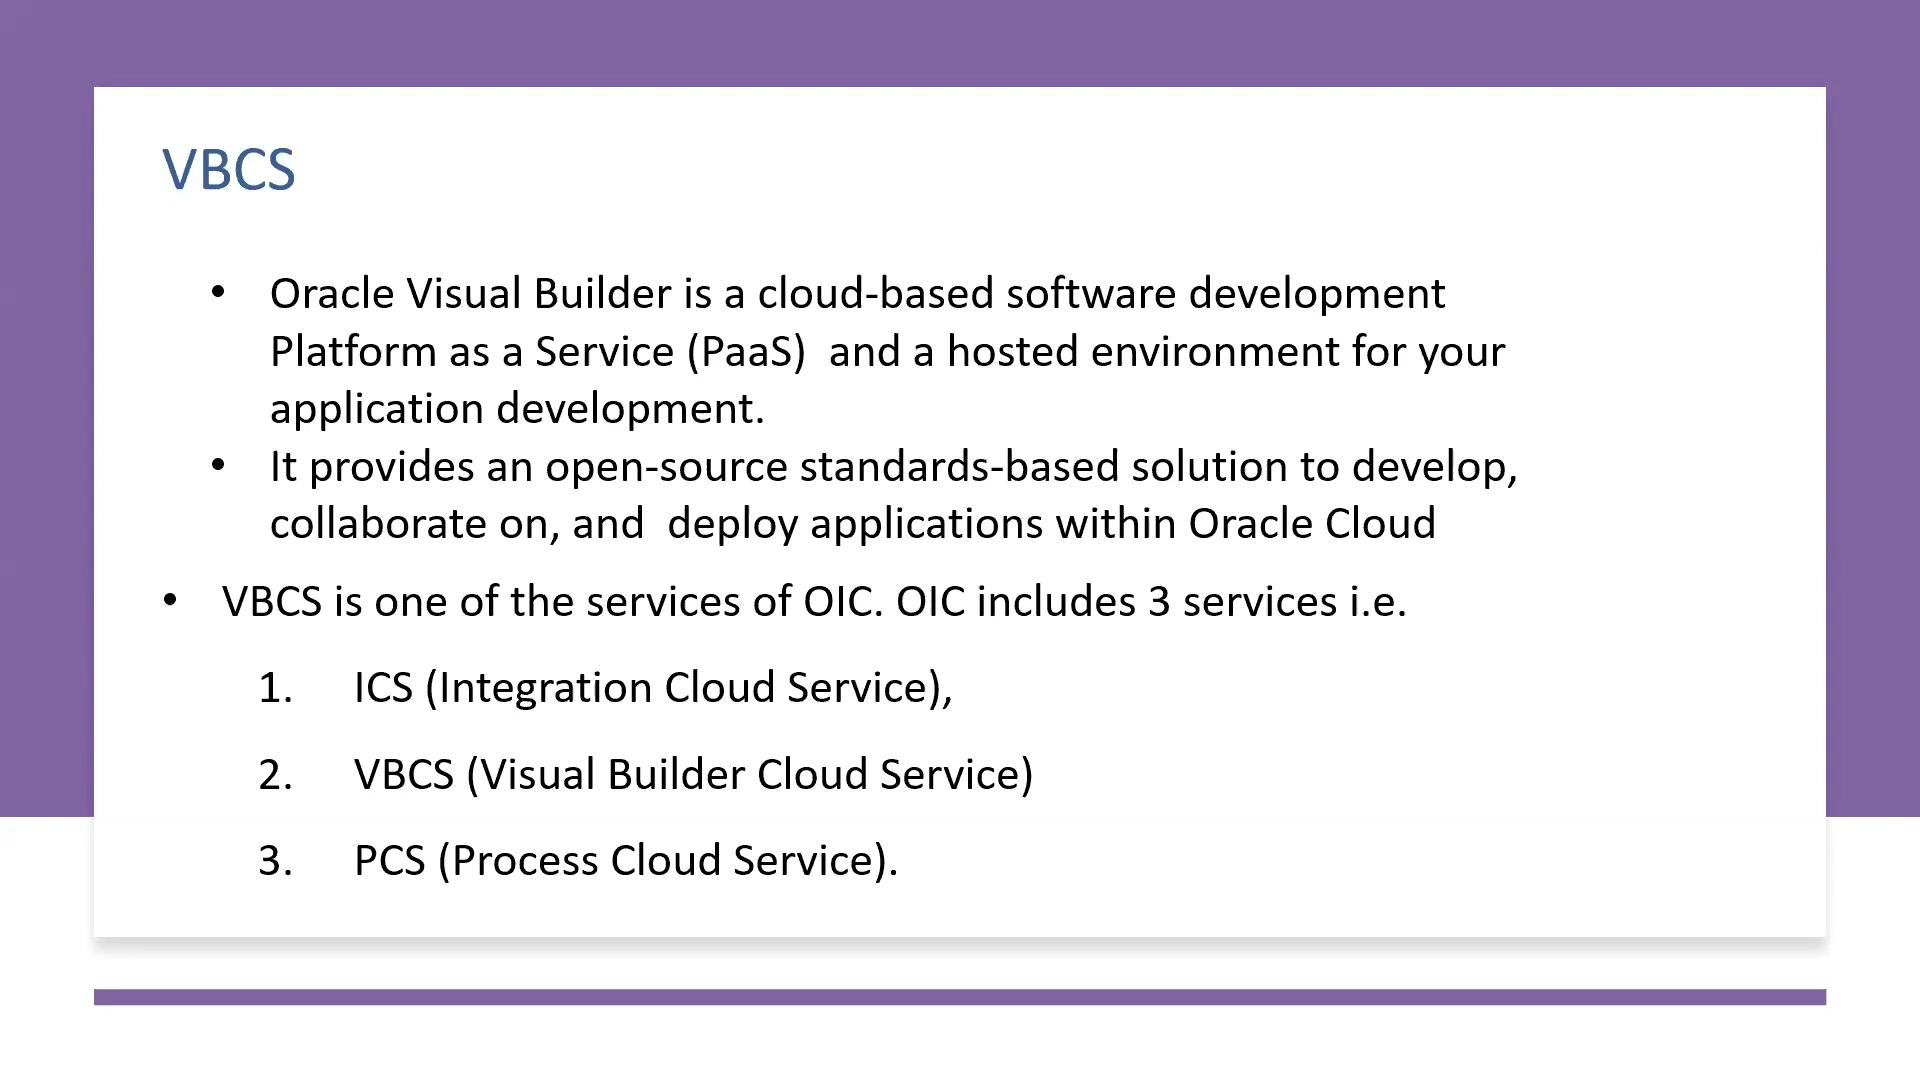 VBCS
• Oracle Visual Builder is a cloud-based software development
Platform as a Service (PaaS)  and a hosted environment for your
application development.
• It provides an open-source standards-based solution to develop,
collaborate on, and  deploy applications within Oracle Cloud
• VBCS is one of the services of OIC. OIC includes 3 services i.e.
1. ICS (Integration Cloud Service),
2. VBCS (Visual Builder Cloud Service)
3. PCS (Process Cloud Service).